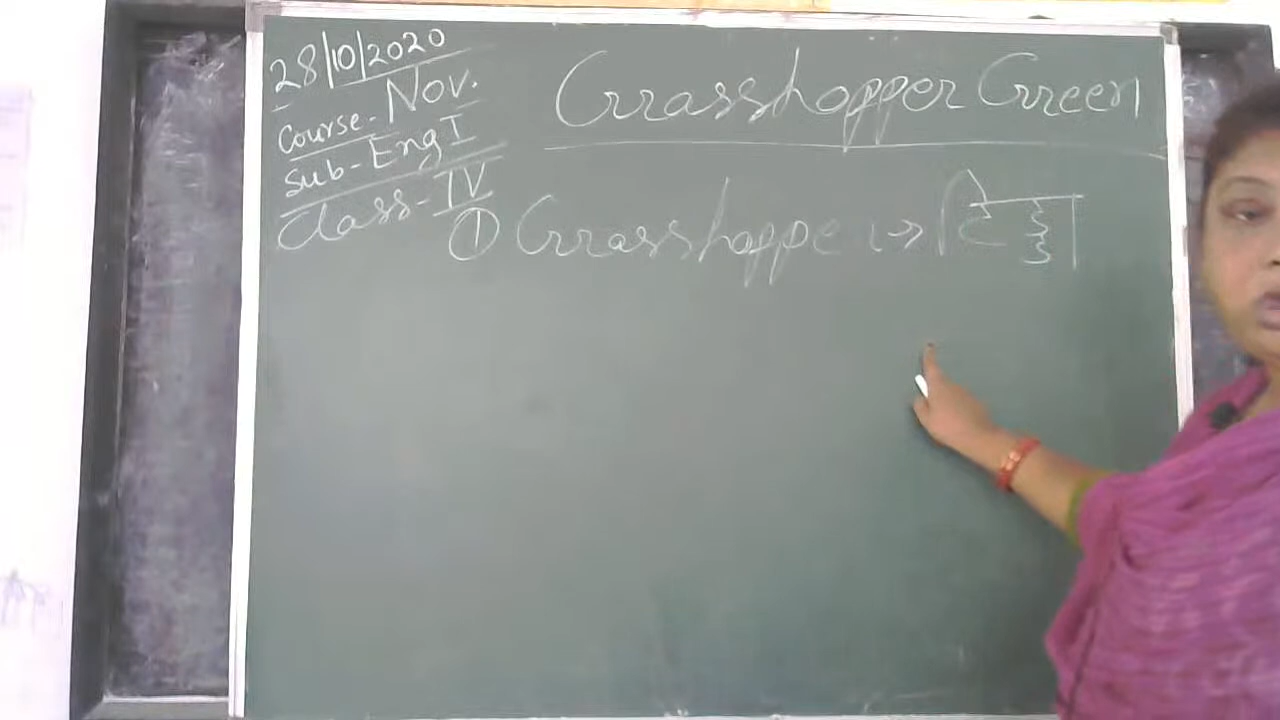 28/10/2020
Course - Nov.
Sub - Eng I
Class - IV
Grasshopper Green
① Grasshoppe r → टिड्डा